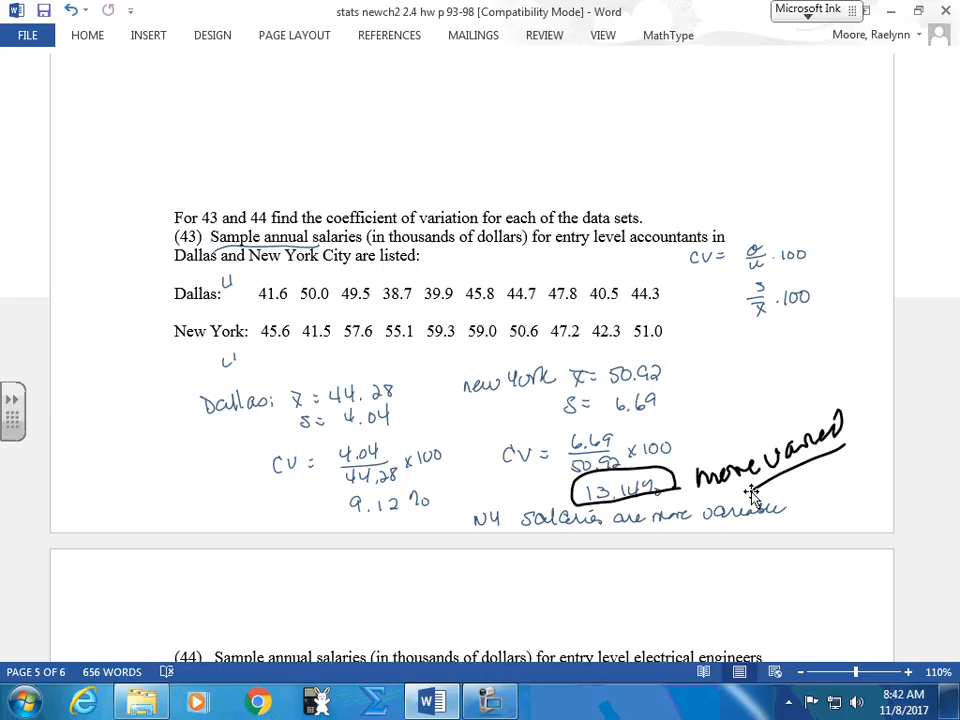 stats newch2 2.4 hw p 93-98 [Compatibility Mode] - Word
Microsoft Ink
FILE HOME INSERT DESIGN PAGE LAYOUT REFERENCES MAILINGS REVIEW VIEW MathType Moore, Raelynn
For 43 and 44 find the coefficient of variation for each of the data sets.
(43) Sample annual salaries (in thousands of dollars) for entry level accountants in
Dallas and New York City are listed:
CV = σ/μ · 100
Dallas: 41.6 50.0 49.5 38.7 39.9 45.8 44.7 47.8 40.5 44.3
s/x̄ · 100
New York: 45.6 41.5 57.6 55.1 59.3 59.0 50.6 47.2 42.3 51.0
Dallas: x̄ = 44.28
s = 4.04
CV = 4.04/44.28 × 100
9.12 %
new York x̄ = 50.92
s = 6.69
CV = 6.69/50.92 × 100
13.14%
more varied
NY salaries are more variable
(44) Sample annual salaries (in thousands of dollars) for entry level electrical engineers
PAGE 5 OF 6 656 WORDS 110%
8:42 AM
11/8/2017